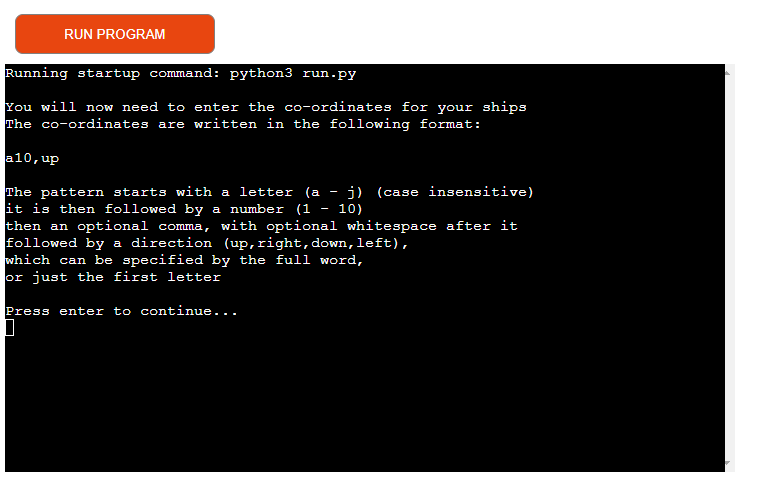 RUN PROGRAM
Running startup command: python3 run.py
You will now need to enter the co-ordinates for your ships
The co-ordinates are written in the following format:
a10,up
The pattern starts with a letter (a - j) (case insensitive)
it is then followed by a number (1 - 10)
then an optional comma, with optional whitespace after it
followed by a direction (up,right,down,left),
which can be specified by the full word,
or just the first letter
Press enter to continue...